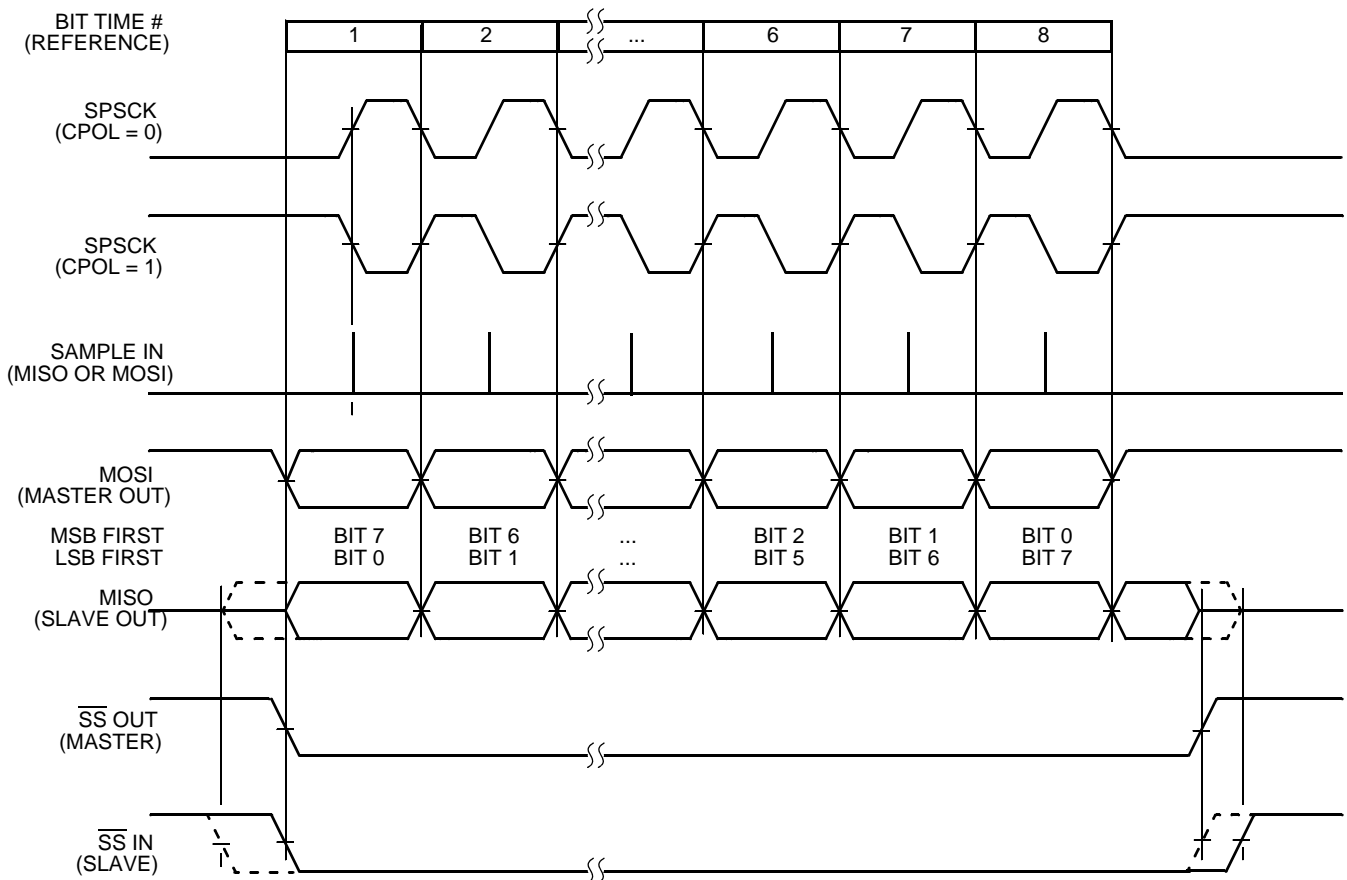 BIT TIME #
(REFERENCE)
1 2 ... 6 7 8
SPSCK
(CPOL = 0)
SPSCK
(CPOL = 1)
SAMPLE IN
(MISO OR MOSI)
MOSI
(MASTER OUT)
MSB FIRST BIT 7 BIT 6 ... BIT 2 BIT 1 BIT 0
LSB FIRST BIT 0 BIT 1 ... BIT 5 BIT 6 BIT 7
MISO
(SLAVE OUT)
S̅S̅ OUT
(MASTER)
S̅S̅ IN
(SLAVE)